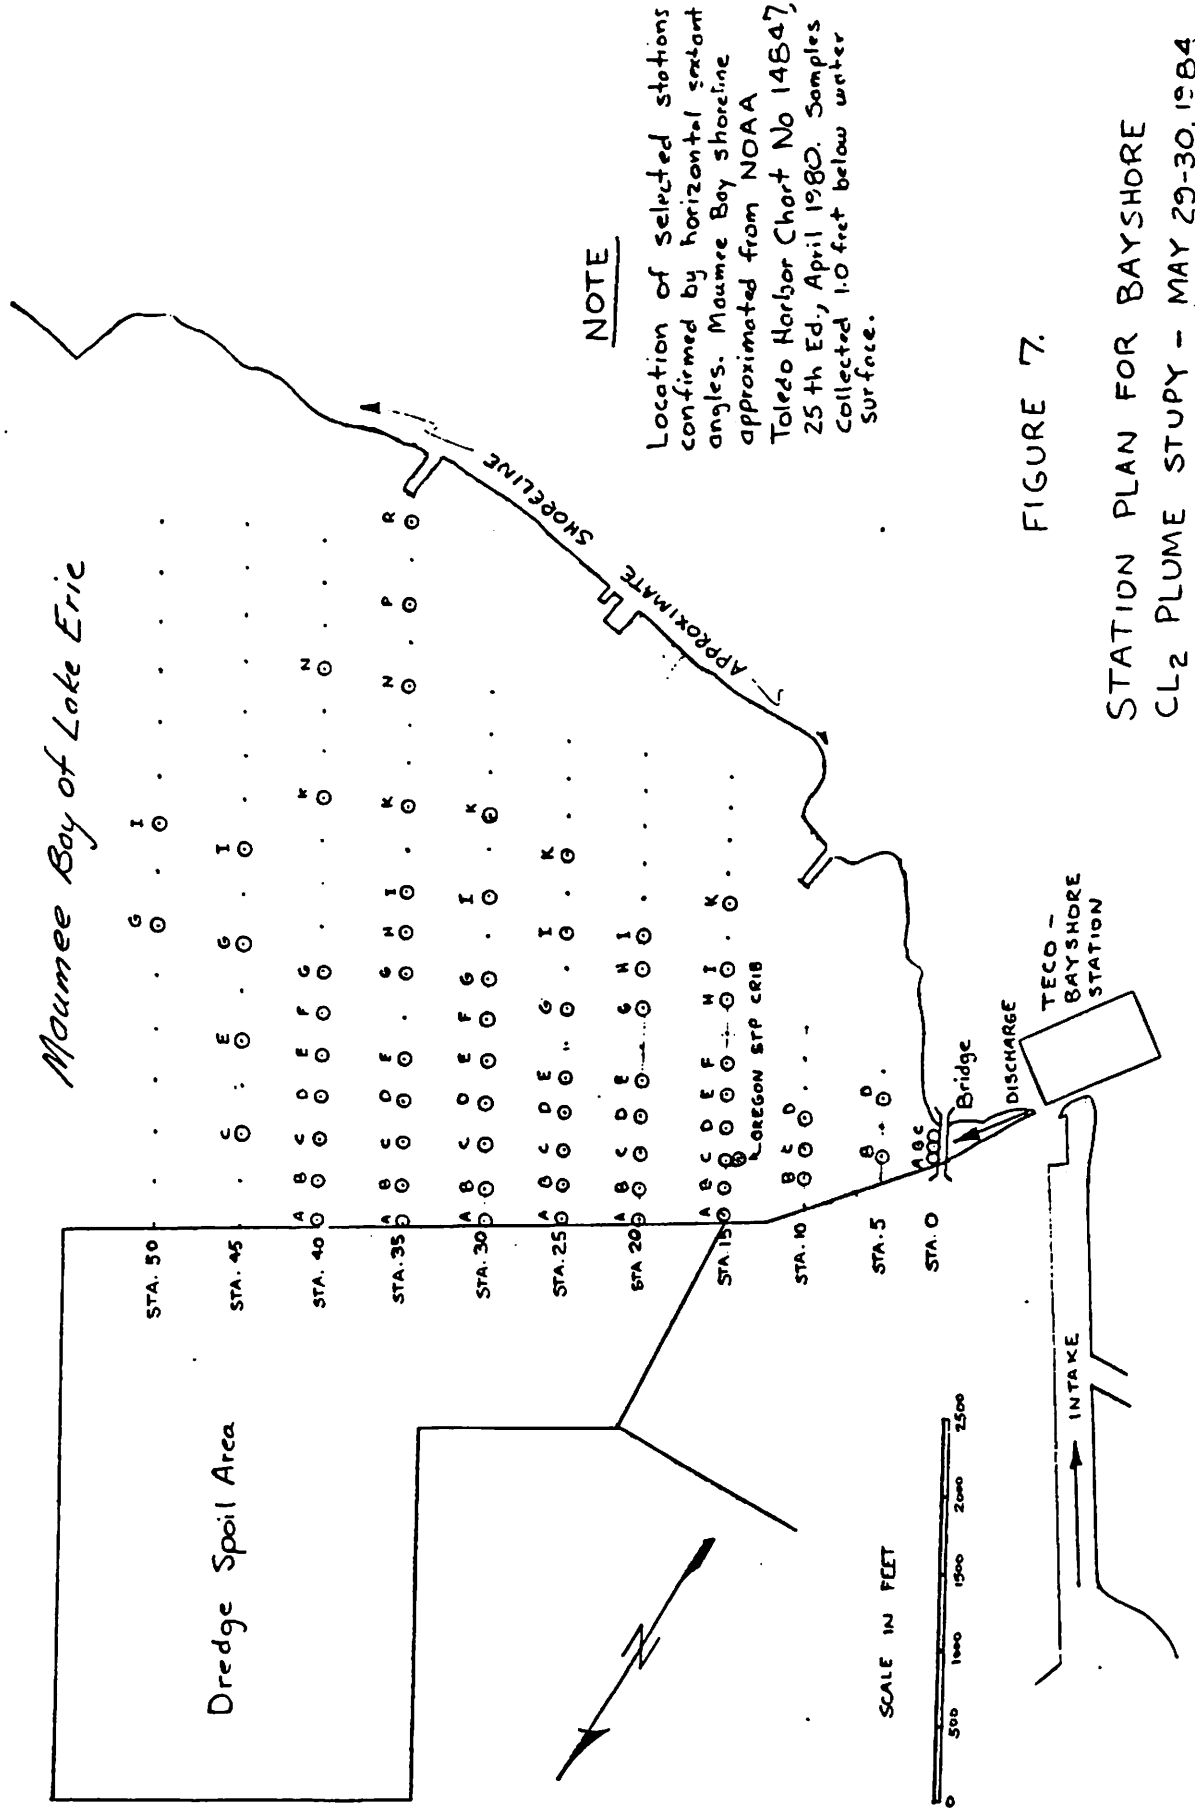 Maumee Bay of Lake Erie
Dredge Spoil Area
STA. 50
G I
STA. 45
C E G I
STA. 40
A B C D E F G K N
STA. 35
A B C D E G H I K N P R
STA. 30
A B C D E F G I K
STA. 25
A B C D E G I K
STA 20
A B C D E G H I
STA 15
A B C D E F H I K
OREGON STP CRIB
STA. 10
B C D
STA. 5
B D
STA. 0
A B C
Bridge
DISCHARGE
TECO -
BAYSHORE
STATION
INTAKE
APPROXIMATE SHORELINE
N
SCALE IN FEET
0 500 1000 1500 2000 2500
NOTE
Location of selected stations
confirmed by horizontal sextant
angles. Maumee Bay shoreline
approximated from NOAA
Toledo Harbor Chart No 14847,
25th Ed., April 1980. Samples
Collected 1.0 feet below water
surface.
FIGURE 7.
STATION PLAN FOR BAYSHORE
CL2 PLUME STUPY - MAY 29-30, 1984